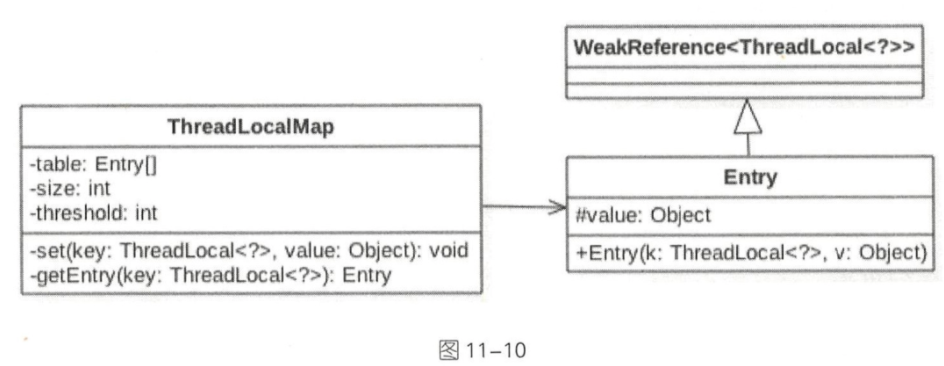 WeakReference<ThreadLocal<?>>
ThreadLocalMap
-table: Entry[]
-size: int
-threshold: int
-set(key: ThreadLocal<?>, value: Object): void
-getEntry(key: ThreadLocal<?>): Entry
Entry
#value: Object
+Entry(k: ThreadLocal<?>, v: Object)
图 11-10